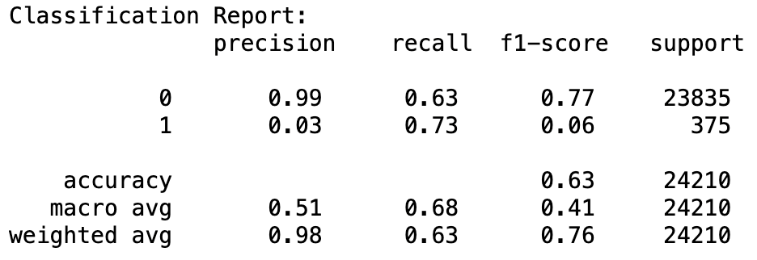 Classification Report:
precision recall f1-score support
0 0.99 0.63 0.77 23835
1 0.03 0.73 0.06 375
accuracy 0.63 24210
macro avg 0.51 0.68 0.41 24210
weighted avg 0.98 0.63 0.76 24210